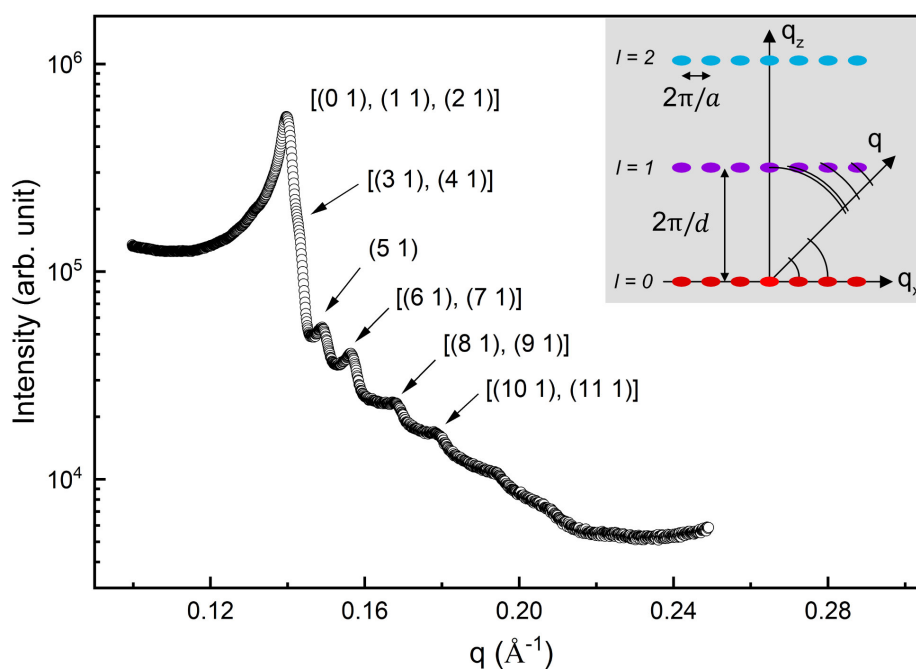 10⁶
10⁵
10⁴
Intensity (arb. unit)
[(0 1), (1 1), (2 1)]
[(3 1), (4 1)]
(5 1)
[(6 1), (7 1)]
[(8 1), (9 1)]
[(10 1), (11 1)]
0.12
0.16
0.20
0.24
0.28
q (Å⁻¹)
q_z
l = 2
2π/a
q
l = 1
2π/d
l = 0
q_x